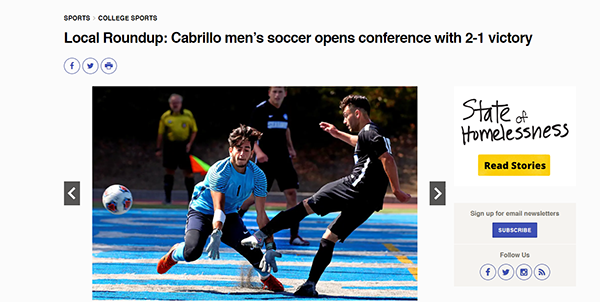 SPORTS > COLLEGE SPORTS
Local Roundup: Cabrillo men’s soccer opens conference with 2-1 victory
State of
Homelessness
Read Stories
Sign up for email newsletters
SUBSCRIBE
Follow Us